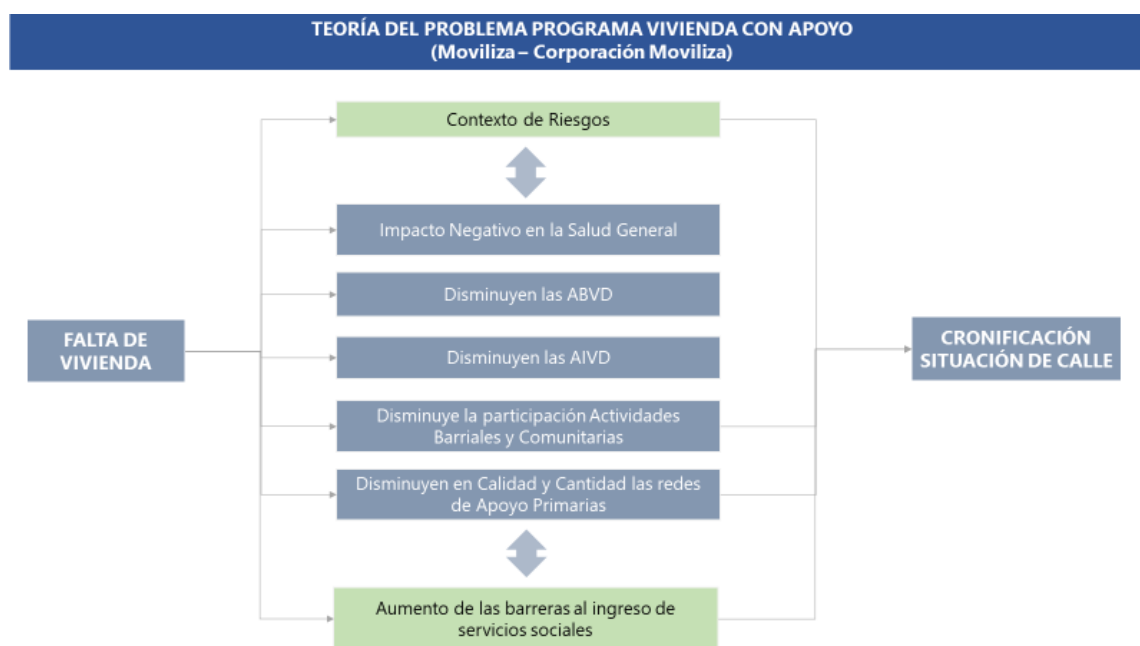 TEORÍA DEL PROBLEMA PROGRAMA VIVIENDA CON APOYO
(Moviliza – Corporación Moviliza)
Contexto de Riesgos
Impacto Negativo en la Salud General
Disminuyen las ABVD
FALTA DE
VIVIENDA
Disminuyen las AIVD
CRONIFICACIÓN
SITUACIÓN DE CALLE
Disminuye la participación Actividades
Barriales y Comunitarias
Disminuyen en Calidad y Cantidad las redes
de Apoyo Primarias
Aumento de las barreras al ingreso de
servicios sociales